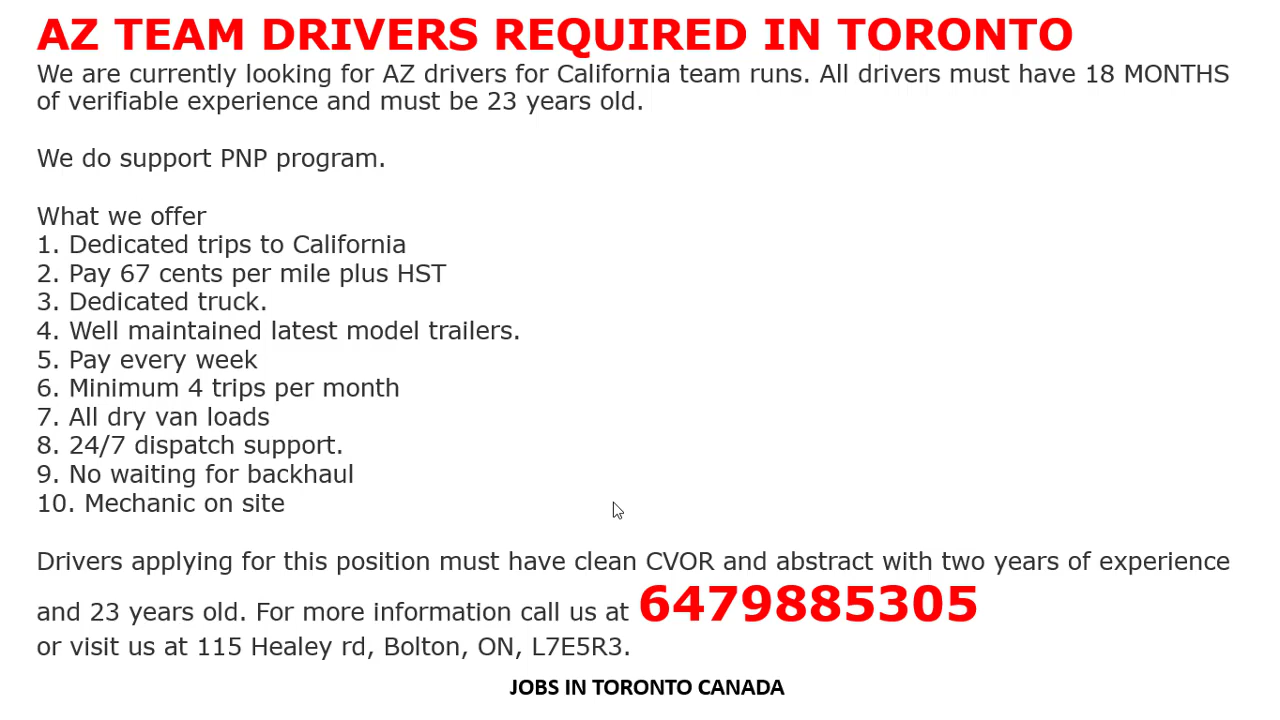 AZ TEAM DRIVERS REQUIRED IN TORONTO
We are currently looking for AZ drivers for California team runs. All drivers must have 18 MONTHS
of verifiable experience and must be 23 years old.
We do support PNP program.
What we offer
1. Dedicated trips to California
2. Pay 67 cents per mile plus HST
3. Dedicated truck.
4. Well maintained latest model trailers.
5. Pay every week
6. Minimum 4 trips per month
7. All dry van loads
8. 24/7 dispatch support.
9. No waiting for backhaul
10. Mechanic on site
Drivers applying for this position must have clean CVOR and abstract with two years of experience
and 23 years old. For more information call us at 6479885305
or visit us at 115 Healey rd, Bolton, ON, L7E5R3.
JOBS IN TORONTO CANADA